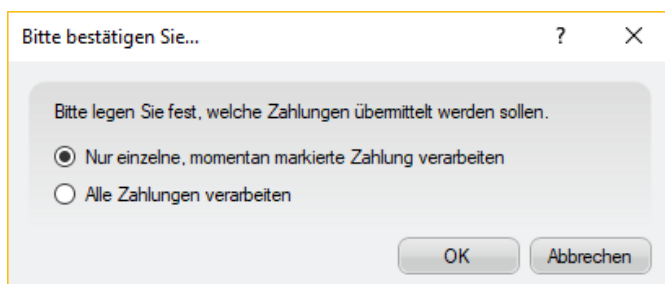 Bitte bestätigen Sie...
?
Bitte legen Sie fest, welche Zahlungen übermittelt werden sollen.
Nur einzelne, momentan markierte Zahlung verarbeiten
Alle Zahlungen verarbeiten
OK
Abbrechen